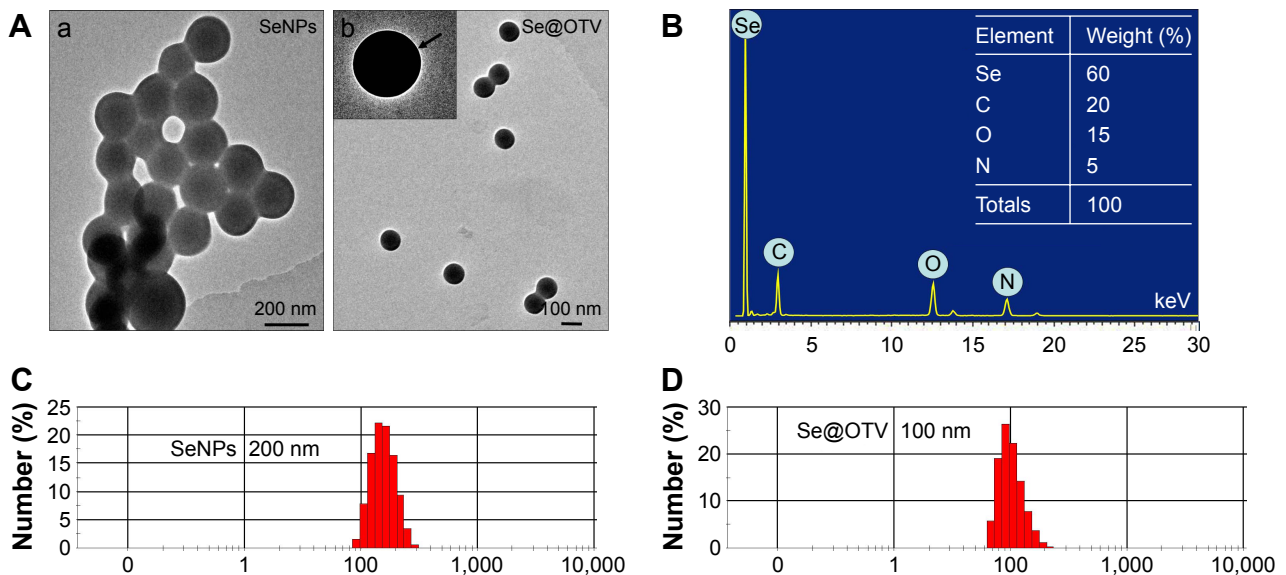 A
a
SeNPs
200 nm
b
Se@OTV
100 nm
B
Se
C
O
N
Element Weight (%)
Se 60
C 20
O 15
N 5
Totals 100
keV
0 5 10 15 20 25 30
C
Number (%)
25
20
15
10
5
0
SeNPs 200 nm
0 1 100 1,000 10,000
D
Number (%)
30
20
10
0
Se@OTV 100 nm
0 1 100 1,000 10,000